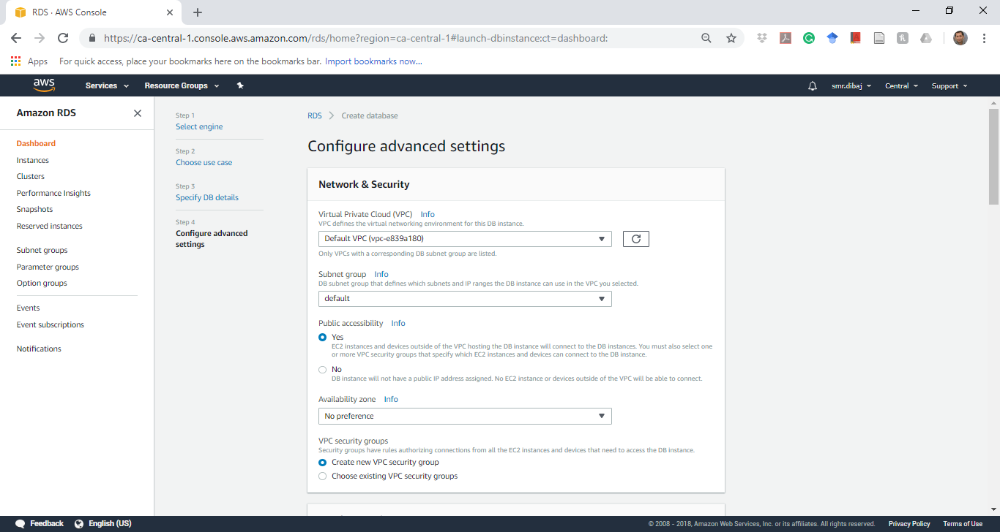 RDS · AWS Console
https://ca-central-1.console.aws.amazon.com/rds/home?region=ca-central-1#launch-dbinstance:ct=dashboard:
Apps For quick access, place your bookmarks here on the bookmarks bar. Import bookmarks now...
aws Services Resource Groups smr.dibaj Central Support
Amazon RDS
Dashboard
Instances
Clusters
Performance Insights
Snapshots
Reserved instances
Subnet groups
Parameter groups
Option groups
Events
Event subscriptions
Notifications
Step 1
Select engine
Step 2
Choose use case
Step 3
Specify DB details
Step 4
Configure advanced
settings
RDS Create database
Configure advanced settings
Network & Security
Virtual Private Cloud (VPC) Info
VPC defines the virtual networking environment for this DB instance.
Default VPC (vpc-e839a180)
Only VPCs with a corresponding DB subnet group are listed.
Subnet group Info
DB subnet group that defines which subnets and IP ranges the DB instance can use in the VPC you selected.
default
Public accessibility Info
Yes
EC2 instances and devices outside of the VPC hosting the DB instance will connect to the DB instances. You must also select one
or more VPC security groups that specify which EC2 instances and devices can connect to the DB instance.
No
DB instance will not have a public IP address assigned. No EC2 instance or devices outside of the VPC will be able to connect.
Availability zone Info
No preference
VPC security groups
Security groups have rules authorizing connections from all the EC2 instances and devices that need to access the DB instance.
Create new VPC security group
Choose existing VPC security groups
Feedback English (US) © 2008 - 2018, Amazon Web Services, Inc. or its affiliates. All rights reserved. Privacy Policy Terms of Use